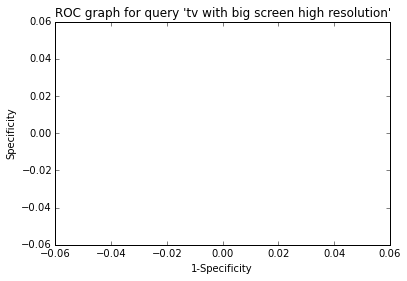 ROC graph for query 'tv with big screen high resolution'
0.06
0.04
0.02
0.00
−0.02
−0.04
−0.06
Specificity
−0.06 −0.04 −0.02 0.00 0.02 0.04 0.06
1-Specificity